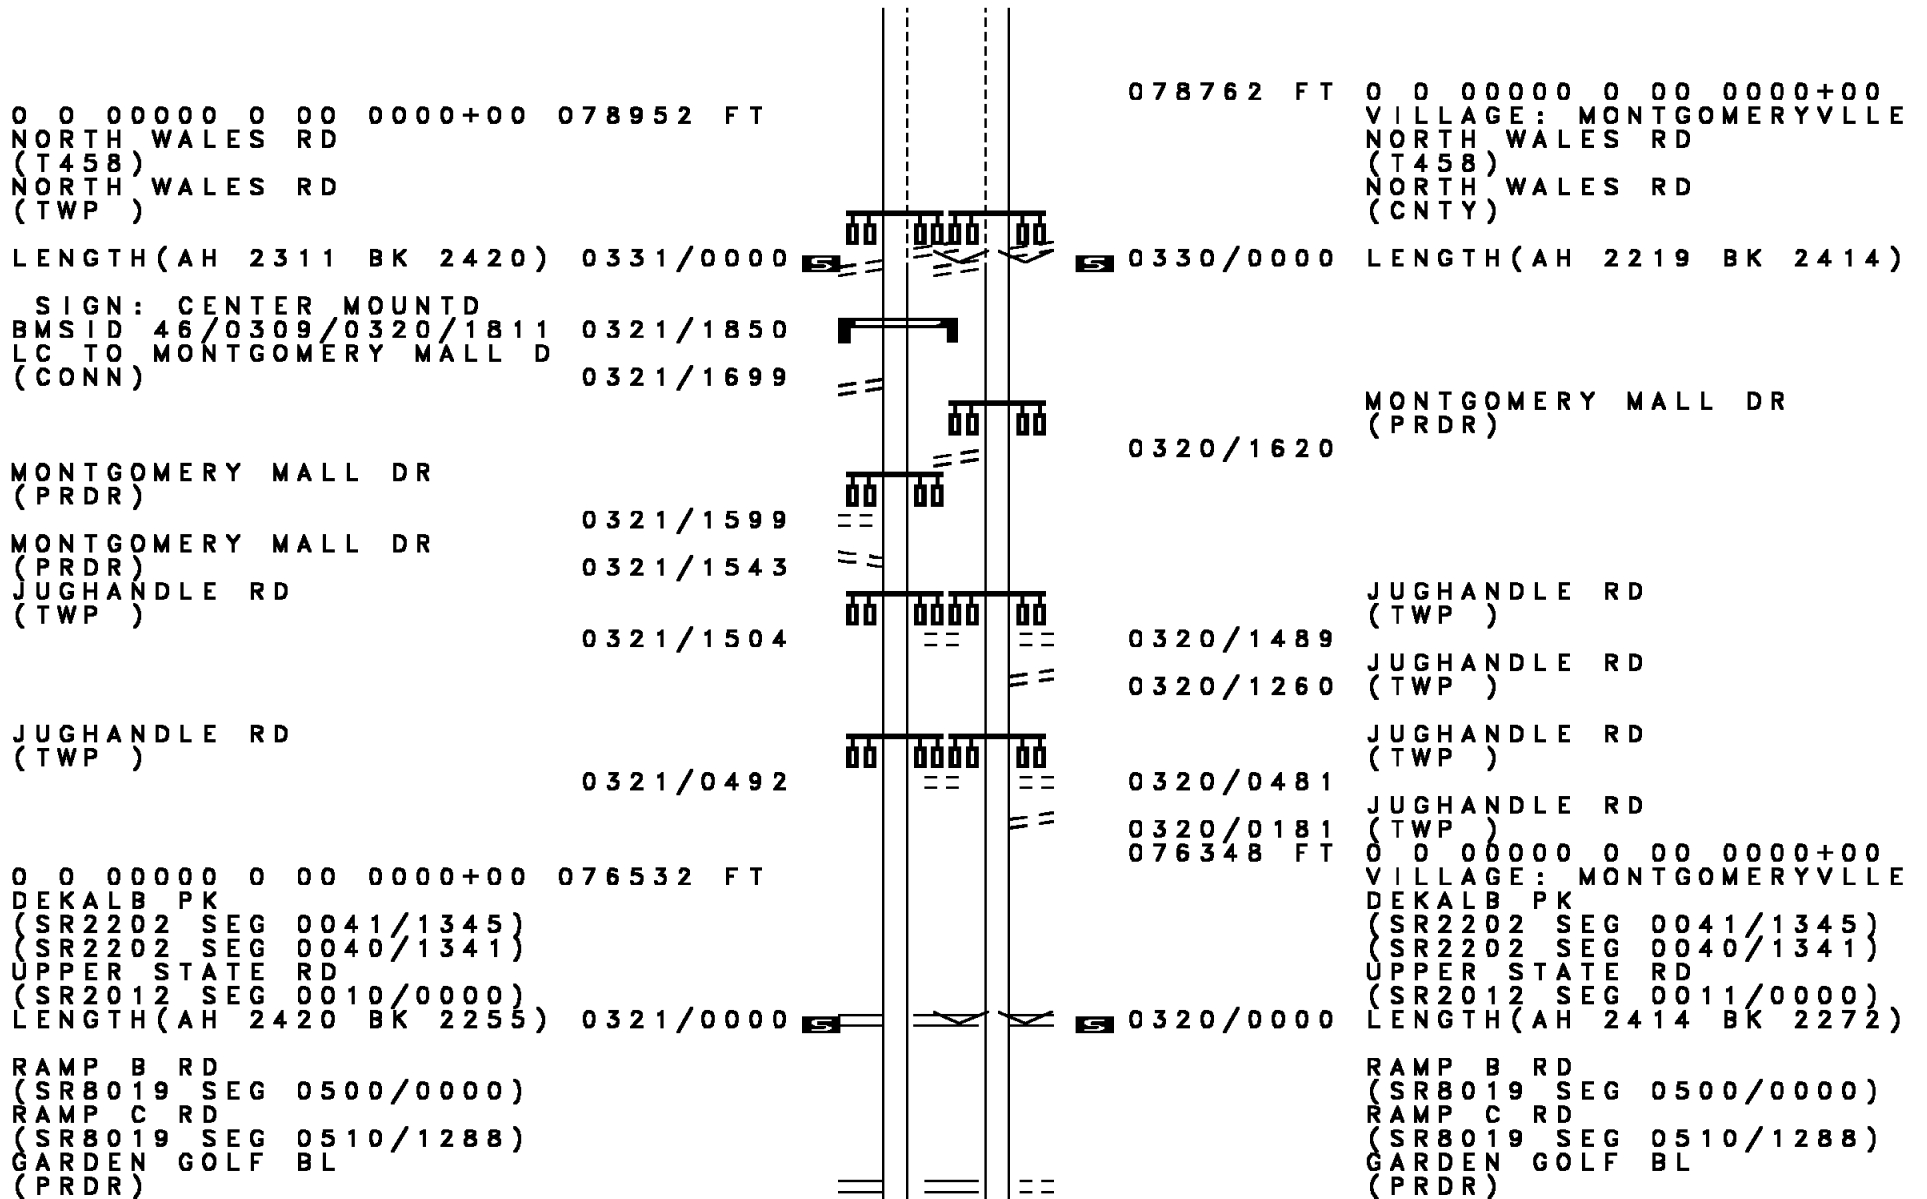 0 0 00000 0 00 0000+00 078952 FT
NORTH WALES RD
(T458)
NORTH WALES RD
(TWP )
LENGTH(AH 2311 BK 2420) 0331/0000 S
SIGN: CENTER MOUNTD
BMSID 46/0309/0320/1811 0321/1850
LC TO MONTGOMERY MALL D
(CONN) 0321/1699
MONTGOMERY MALL DR
(PRDR)
0321/1599
MONTGOMERY MALL DR
(PRDR) 0321/1543
JUGHANDLE RD
(TWP )
0321/1504
JUGHANDLE RD
(TWP )
0321/0492
0 0 00000 0 00 0000+00 076532 FT
DEKALB PK
(SR2202 SEG 0041/1345)
(SR2202 SEG 0040/1341)
UPPER STATE RD
(SR2012 SEG 0010/0000)
LENGTH(AH 2420 BK 2255) 0321/0000 S
RAMP B RD
(SR8019 SEG 0500/0000)
RAMP C RD
(SR8019 SEG 0510/1288)
GARDEN GOLF BL
(PRDR)
078762 FT 0 0 00000 0 00 0000+00
VILLAGE: MONTGOMERYVLLE
NORTH WALES RD
(T458)
NORTH WALES RD
(CNTY)
S 0330/0000 LENGTH(AH 2219 BK 2414)
MONTGOMERY MALL DR
(PRDR)
0320/1620
JUGHANDLE RD
(TWP )
0320/1489
JUGHANDLE RD
0320/1260 (TWP )
JUGHANDLE RD
(TWP )
0320/0481
JUGHANDLE RD
0320/0181 (TWP )
076348 FT 0 0 00000 0 00 0000+00
VILLAGE: MONTGOMERYVLLE
DEKALB PK
(SR2202 SEG 0041/1345)
(SR2202 SEG 0040/1341)
UPPER STATE RD
(SR2012 SEG 0011/0000)
S 0320/0000 LENGTH(AH 2414 BK 2272)
RAMP B RD
(SR8019 SEG 0500/0000)
RAMP C RD
(SR8019 SEG 0510/1288)
GARDEN GOLF BL
(PRDR)